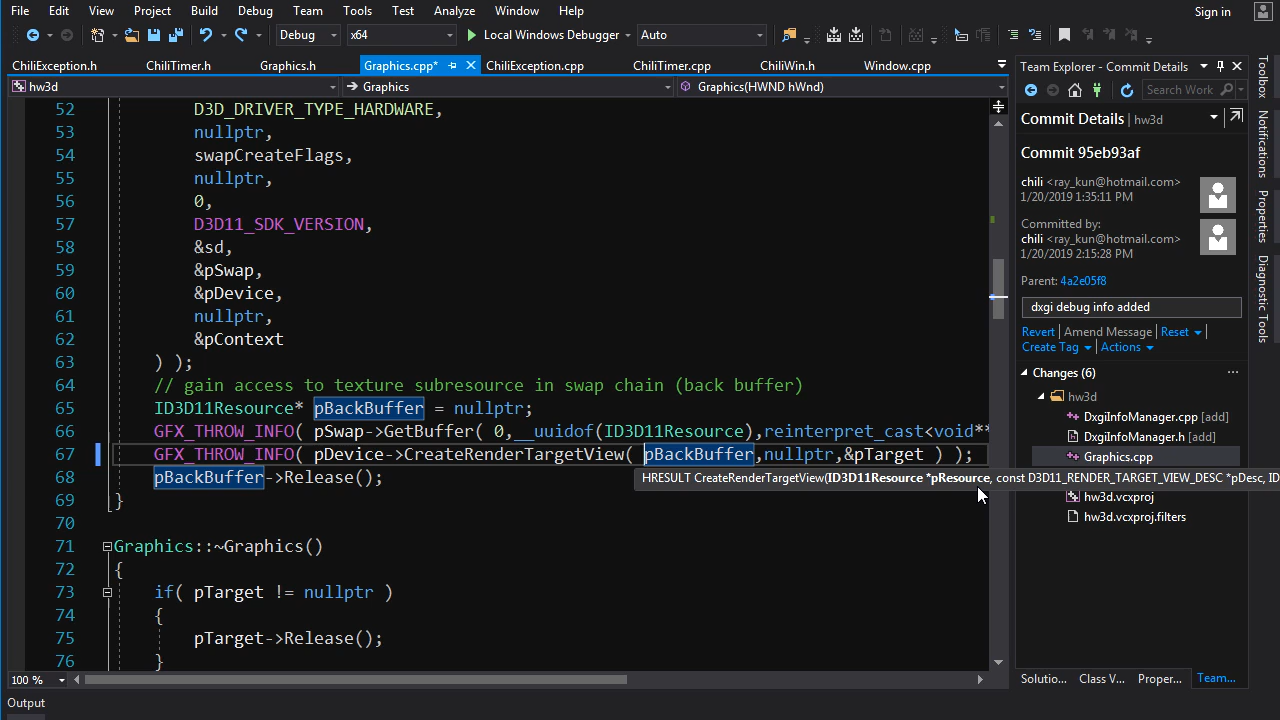 File Edit View Project Build Debug Team Tools Test Analyze Window Help Sign in
Debug x64 Local Windows Debugger Auto
ChiliException.h ChiliTimer.h Graphics.h Graphics.cpp* ChiliException.cpp ChiliTimer.cpp ChiliWin.h Window.cpp
hw3d Graphics Graphics(HWND hWnd)
52 D3D_DRIVER_TYPE_HARDWARE,
53 nullptr,
54 swapCreateFlags,
55 nullptr,
56 0,
57 D3D11_SDK_VERSION,
58 &sd,
59 &pSwap,
60 &pDevice,
61 nullptr,
62 &pContext
63 ) );
64 // gain access to texture subresource in swap chain (back buffer)
65 ID3D11Resource* pBackBuffer = nullptr;
66 GFX_THROW_INFO( pSwap->GetBuffer( 0,__uuidof(ID3D11Resource),reinterpret_cast<void**
67 GFX_THROW_INFO( pDevice->CreateRenderTargetView( pBackBuffer,nullptr,&pTarget ) );
68 pBackBuffer->Release();
HRESULT CreateRenderTargetView(ID3D11Resource *pResource, const D3D11_RENDER_TARGET_VIEW_DESC *pDesc, ID
69 }
70
71 Graphics::~Graphics()
72 {
73 if( pTarget != nullptr )
74 {
75 pTarget->Release();
76 }
100 %
Output
Team Explorer - Commit Details
Search Work
Commit Details | hw3d
Commit 95eb93af
chili <ray_kun@hotmail.com>
1/20/2019 1:35:11 PM
Committed by:
chili <ray_kun@hotmail.com>
1/20/2019 2:15:28 PM
Parent: 4a2e05f8
dxgi debug info added
Revert | Amend Message | Reset |
Create Tag | Actions
Changes (6)
hw3d
DxgiInfoManager.cpp [add]
DxgiInfoManager.h [add]
Graphics.cpp
hw3d.vcxproj
hw3d.vcxproj.filters
Solutio... Class V... Proper... Team...
Toolbox
Notifications
Properties
Diagnostic Tools